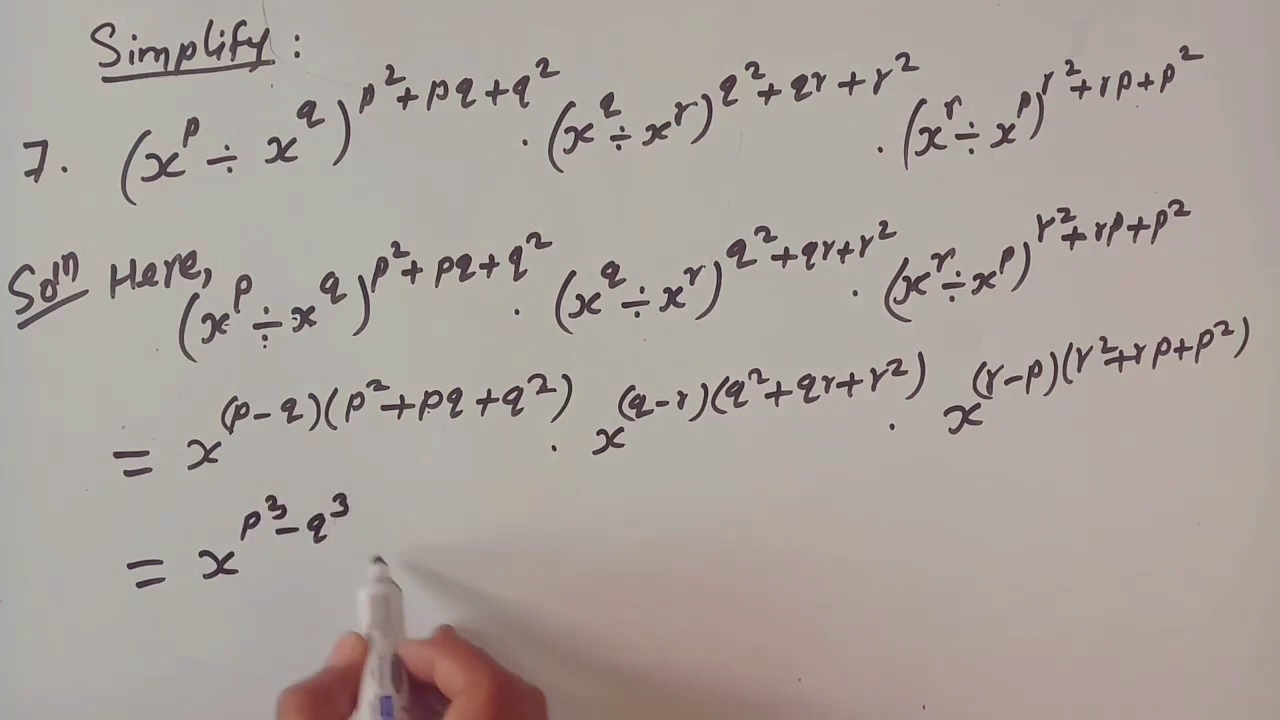 Simplify:
7. (x^p ÷ x^q)^(p²+pq+q²) · (x^q ÷ x^r)^(q²+qr+r²) · (x^r ÷ x^p)^(r²+rp+p²)
Solⁿ Here,
(x^p ÷ x^q)^(p²+pq+q²) · (x^q ÷ x^r)^(q²+qr+r²) · (x^r ÷ x^p)^(r²+rp+p²)
= x^((p-q)(p²+pq+q²)) · x^((q-r)(q²+qr+r²)) · x^((r-p)(r²+rp+p²))
= x^(p³-q³)